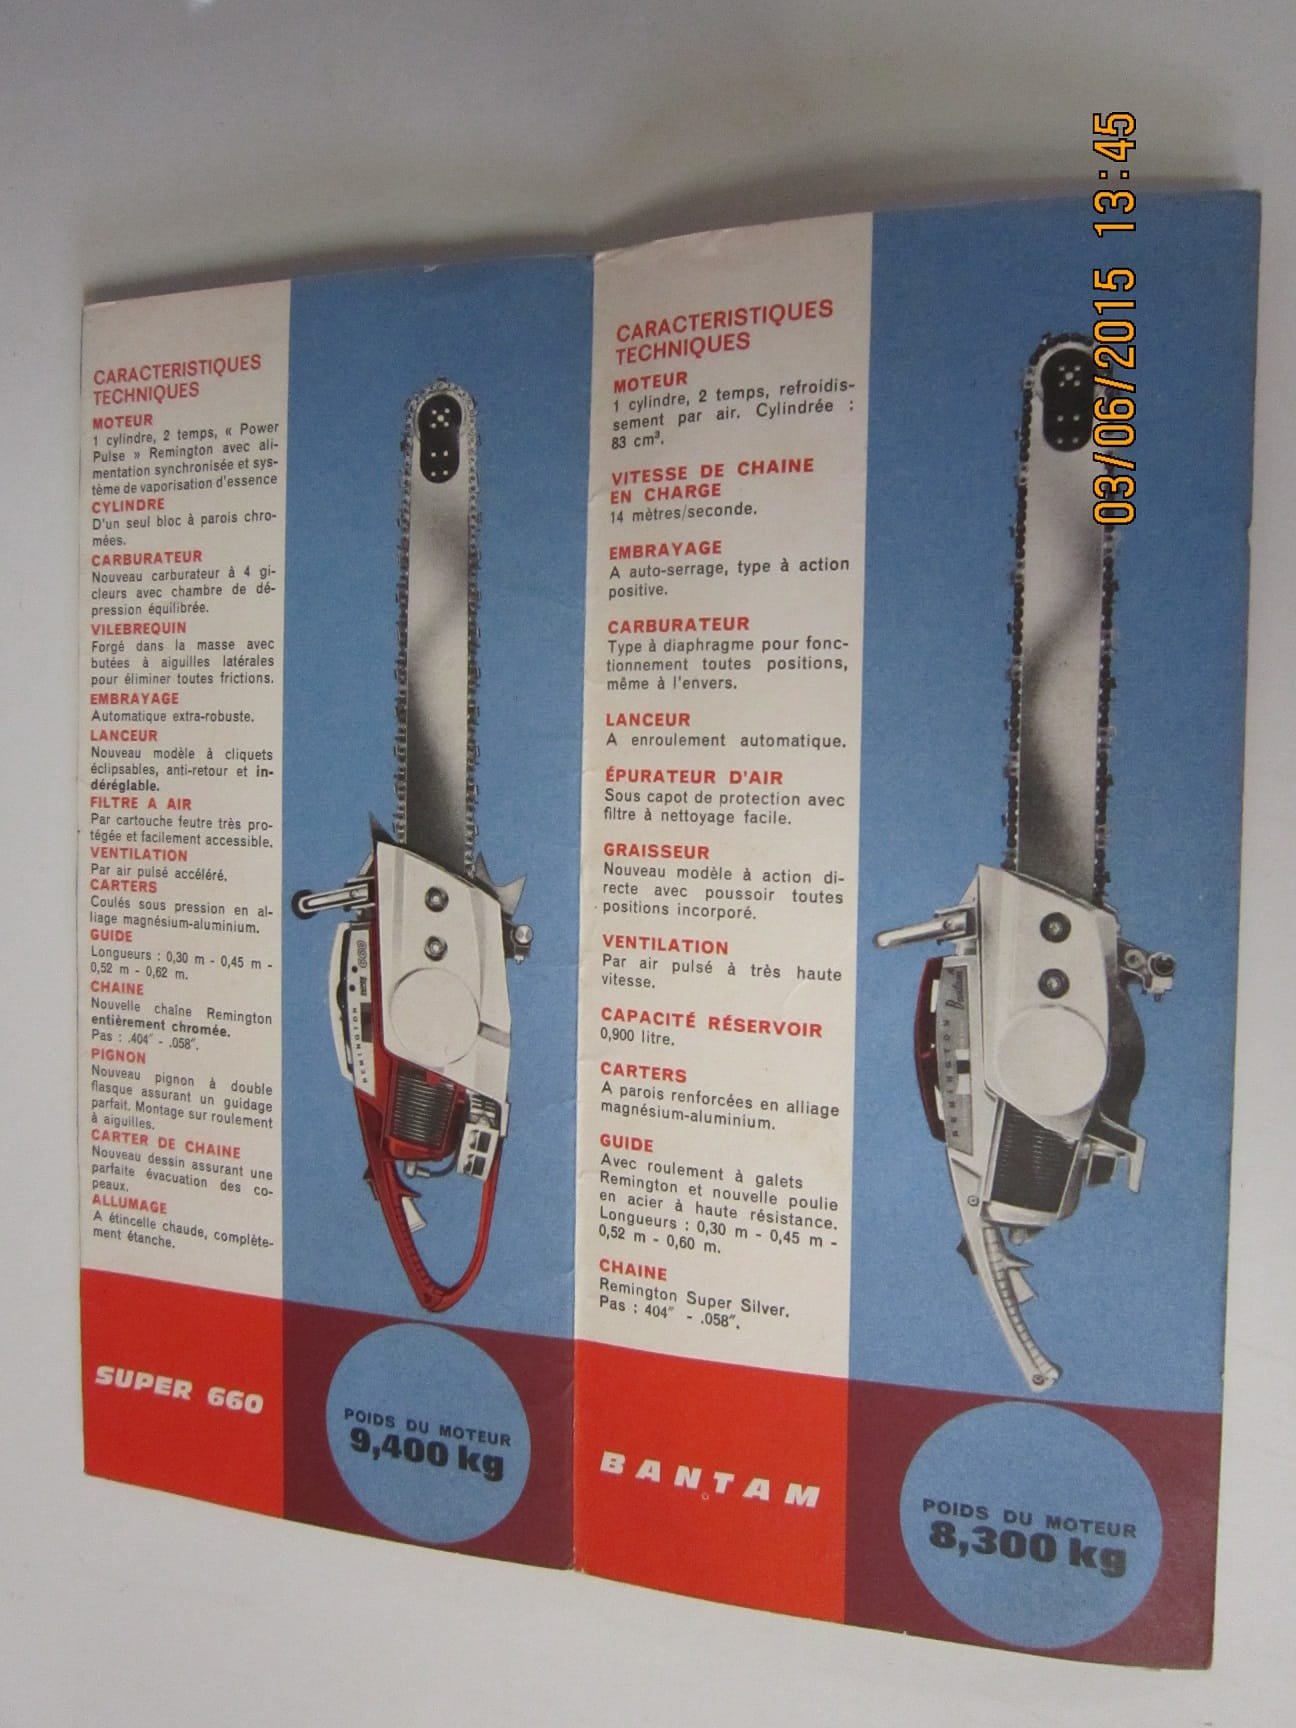 CARACTERISTIQUES
TECHNIQUES
MOTEUR
1 cylindre, 2 temps, « Power
Pulse » Remington avec ali-
mentation synchronisée et sys-
tème de vaporisation d'essence
CYLINDRE
D'un seul bloc à parois chro-
mées.
CARBURATEUR
Nouveau carburateur à 4 gi-
cleurs avec chambre de dé-
pression équilibrée.
VILEBREQUIN
Forgé dans la masse avec
butées à aiguilles latérales
pour éliminer toutes frictions.
EMBRAYAGE
Automatique extra-robuste.
LANCEUR
Nouveau modèle à cliquets
éclipsables, anti-retour et in-
déréglable.
FILTRE A AIR
Par cartouche feutre très pro-
tégée et facilement accessible.
VENTILATION
Par air pulsé accéléré.
CARTERS
Coulés sous pression en al-
liage magnésium-aluminium.
GUIDE
Longueurs : 0,30 m - 0,45 m -
0,52 m - 0,62 m.
CHAINE
Nouvelle chaîne Remington
entièrement chromée.
Pas : .404″ - .058″.
PIGNON
Nouveau pignon à double
flasque assurant un guidage
parfait. Montage sur roulement
à aiguilles.
CARTER DE CHAINE
Nouveau dessin assurant une
parfaite évacuation des co-
peaux.
ALLUMAGE
A étincelle chaude, complète-
ment étanche.
REMINGTON
660
SUPER 660
POIDS DU MOTEUR
9,400 kg
CARACTERISTIQUES
TECHNIQUES
MOTEUR
1 cylindre, 2 temps, refroidis-
sement par air. Cylindrée :
83 cm³.
VITESSE DE CHAINE
EN CHARGE
14 mètres/seconde.
EMBRAYAGE
A auto-serrage, type à action
positive.
CARBURATEUR
Type à diaphragme pour fonc-
tionnement toutes positions,
même à l'envers.
LANCEUR
A enroulement automatique.
ÉPURATEUR D'AIR
Sous capot de protection avec
filtre à nettoyage facile.
GRAISSEUR
Nouveau modèle à action di-
recte avec poussoir toutes
positions incorporé.
VENTILATION
Par air pulsé à très haute
vitesse.
CAPACITÉ RÉSERVOIR
0,900 litre.
CARTERS
A parois renforcées en alliage
magnésium-aluminium.
GUIDE
Avec roulement à galets
Remington et nouvelle poulie
en acier à haute résistance.
Longueurs : 0,30 m - 0,45 m -
0,52 m - 0,60 m.
CHAINE
Remington Super Silver.
Pas : 404″ - .058″.
REMINGTON Bantam
BANTAM
POIDS DU MOTEUR
8,300 kg
03/06/2015 13:45